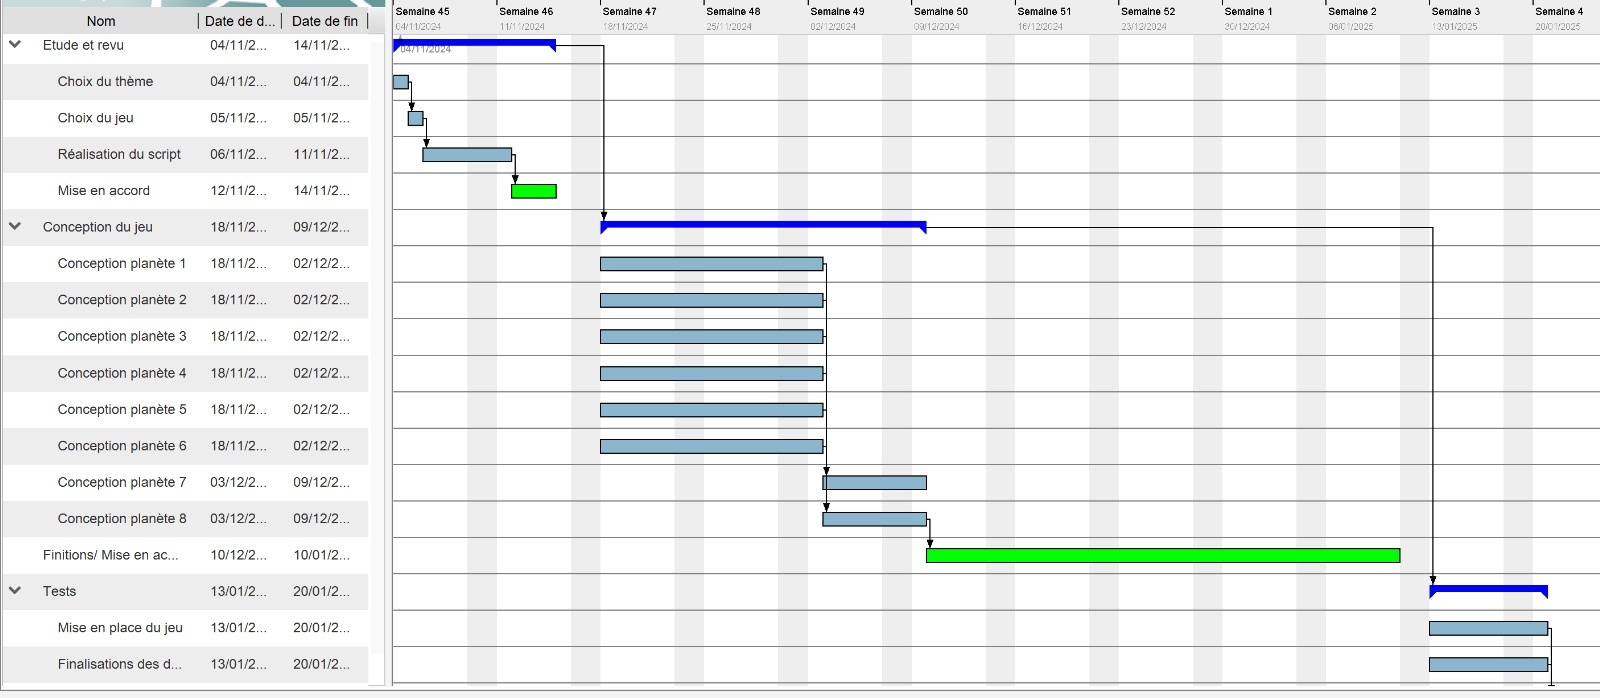 Nom Date de d... Date de fin
Semaine 45 Semaine 46 Semaine 47 Semaine 48 Semaine 49 Semaine 50 Semaine 51 Semaine 52 Semaine 1 Semaine 2 Semaine 3 Semaine 4
04/11/2024 11/11/2024 18/11/2024 25/11/2024 02/12/2024 09/12/2024 16/12/2024 23/12/2024 30/12/2024 06/01/2025 13/01/2025 20/01/2025
Etude et revu 04/11/2... 14/11/2...
04/11/2024
Choix du thème 04/11/2... 04/11/2...
Choix du jeu 05/11/2... 05/11/2...
Réalisation du script 06/11/2... 11/11/2...
Mise en accord 12/11/2... 14/11/2...
Conception du jeu 18/11/2... 09/12/2...
Conception planète 1 18/11/2... 02/12/2...
Conception planète 2 18/11/2... 02/12/2...
Conception planète 3 18/11/2... 02/12/2...
Conception planète 4 18/11/2... 02/12/2...
Conception planète 5 18/11/2... 02/12/2...
Conception planète 6 18/11/2... 02/12/2...
Conception planète 7 03/12/2... 09/12/2...
Conception planète 8 03/12/2... 09/12/2...
Finitions/ Mise en ac... 10/12/2... 10/01/2...
Tests 13/01/2... 20/01/2...
Mise en place du jeu 13/01/2... 20/01/2...
Finalisations des d... 13/01/2... 20/01/2...